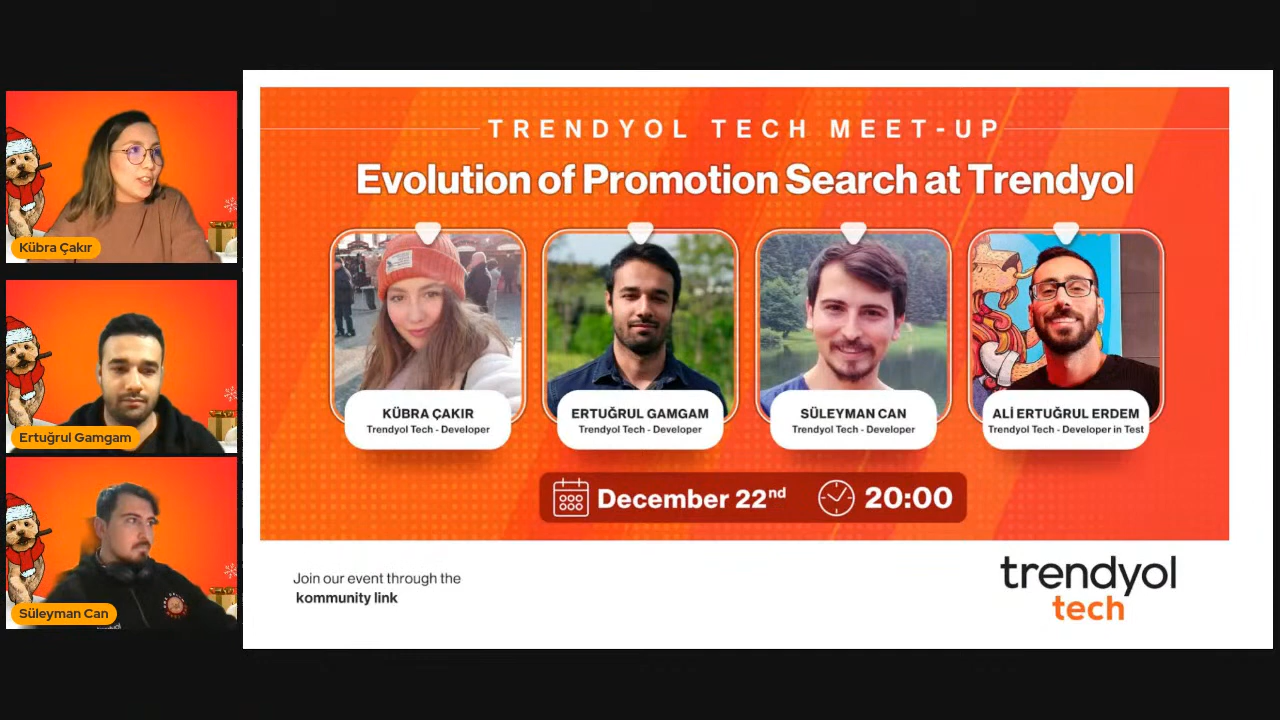 TRENDYOL TECH MEET-UP
Evolution of Promotion Search at Trendyol
KÜBRA ÇAKIR
Trendyol Tech - Developer
ERTUĞRUL GAMGAM
Trendyol Tech - Developer
SÜLEYMAN CAN
Trendyol Tech - Developer
ALİ ERTUĞRUL ERDEM
Trendyol Tech - Developer in Test
December 22nd
20:00
Join our event through the
kommunity link
trendyol
tech
Kübra Çakır
Ertuğrul Gamgam
Süleyman Can